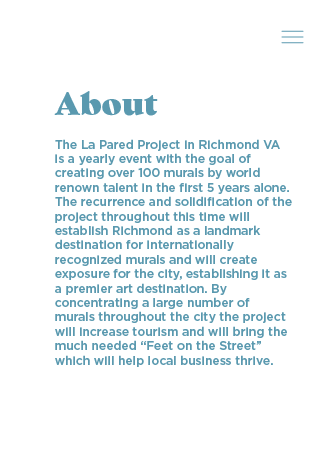 About
The La Pared Project in Richmond VA
is a yearly event with the goal of
creating over 100 murals by world
renown talent in the first 5 years alone.
The recurrence and solidification of the
project throughout this time will
establish Richmond as a landmark
destination for internationally
recognized murals and will create
exposure for the city, establishing it as
a premier art destination. By
concentrating a large number of
murals throughout the city the project
will increase tourism and will bring the
much needed “Feet on the Street”
which will help local business thrive.